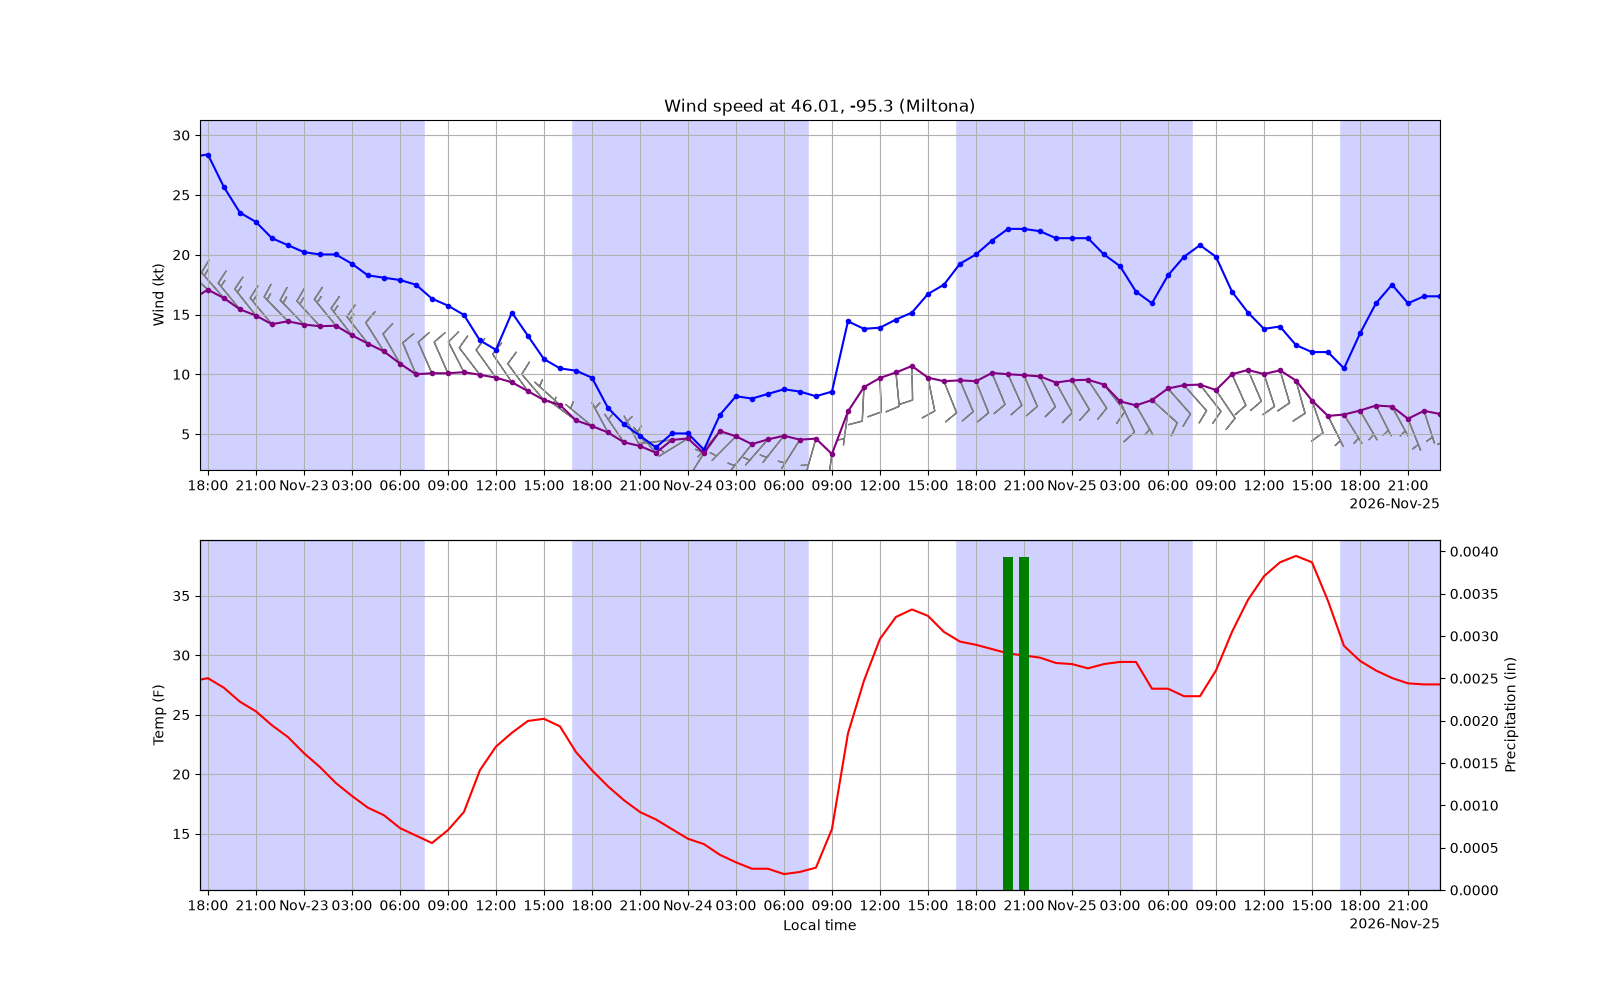 Wind speed at 46.01, -95.3 (Miltona)
30
25
20
15
10
5
Wind (kt)
18:00 21:00 Nov-23 03:00 06:00 09:00 12:00 15:00 18:00 21:00 Nov-24 03:00 06:00 09:00 12:00 15:00 18:00 21:00 Nov-25 03:00 06:00 09:00 12:00 15:00 18:00 21:00
2026-Nov-25
35
30
25
20
15
Temp (F)
0.0040
0.0035
0.0030
0.0025
0.0020
0.0015
0.0010
0.0005
0.0000
Precipitation (in)
18:00 21:00 Nov-23 03:00 06:00 09:00 12:00 15:00 18:00 21:00 Nov-24 03:00 06:00 09:00 12:00 15:00 18:00 21:00 Nov-25 03:00 06:00 09:00 12:00 15:00 18:00 21:00
Local time
2026-Nov-25